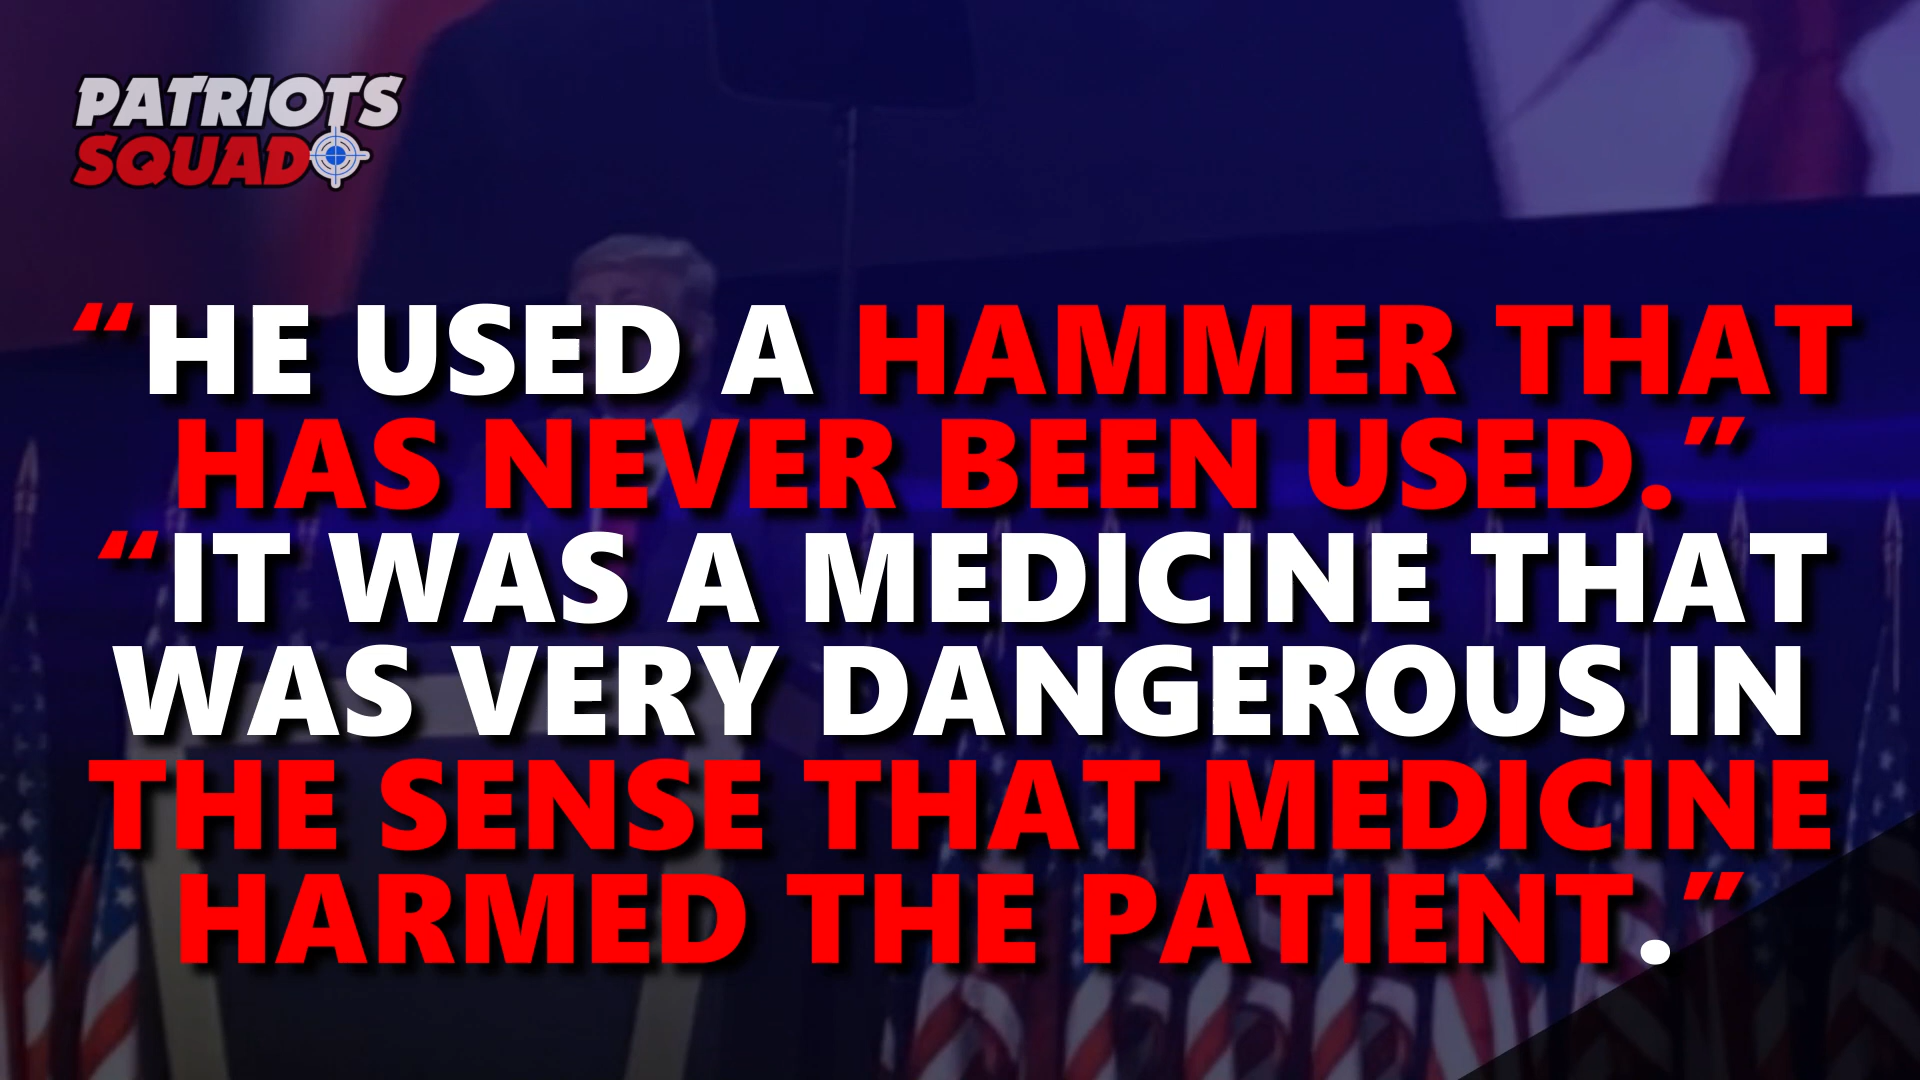 PATRIOTS
SQUAD
“HE USED A HAMMER THAT
HAS NEVER BEEN USED.”
“IT WAS A MEDICINE THAT
WAS VERY DANGEROUS IN
THE SENSE THAT MEDICINE
HARMED THE PATIENT.”